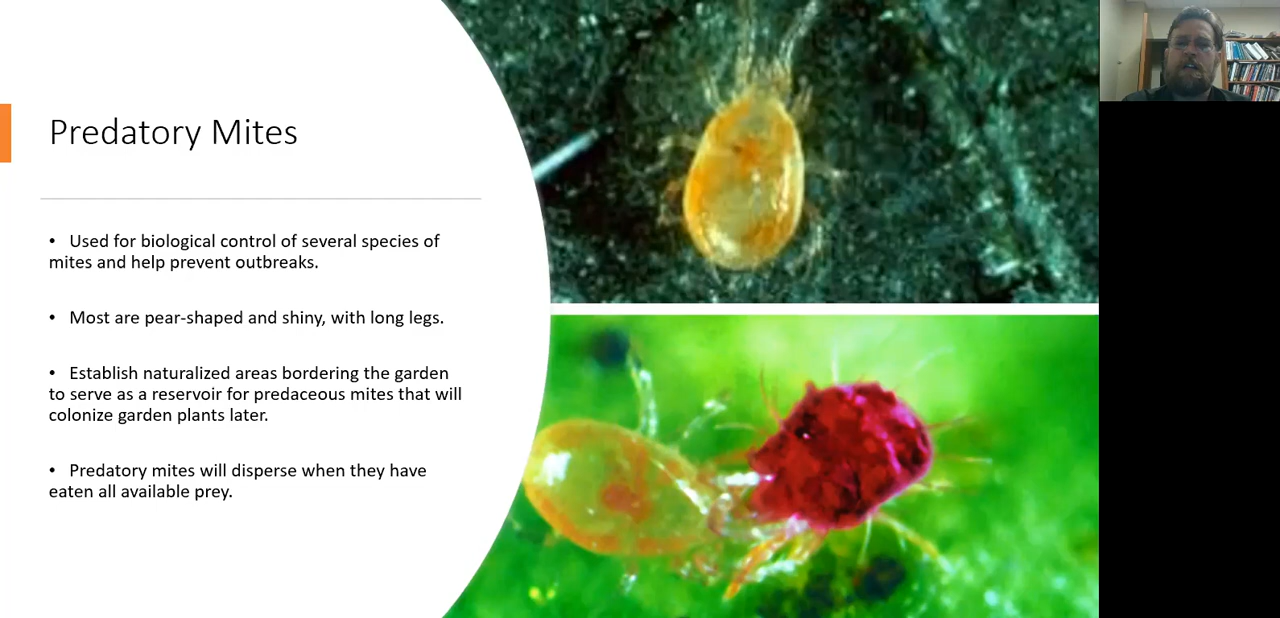 Predatory Mites
• Used for biological control of several species of
mites and help prevent outbreaks.
• Most are pear-shaped and shiny, with long legs.
• Establish naturalized areas bordering the garden
to serve as a reservoir for predaceous mites that will
colonize garden plants later.
• Predatory mites will disperse when they have
eaten all available prey.